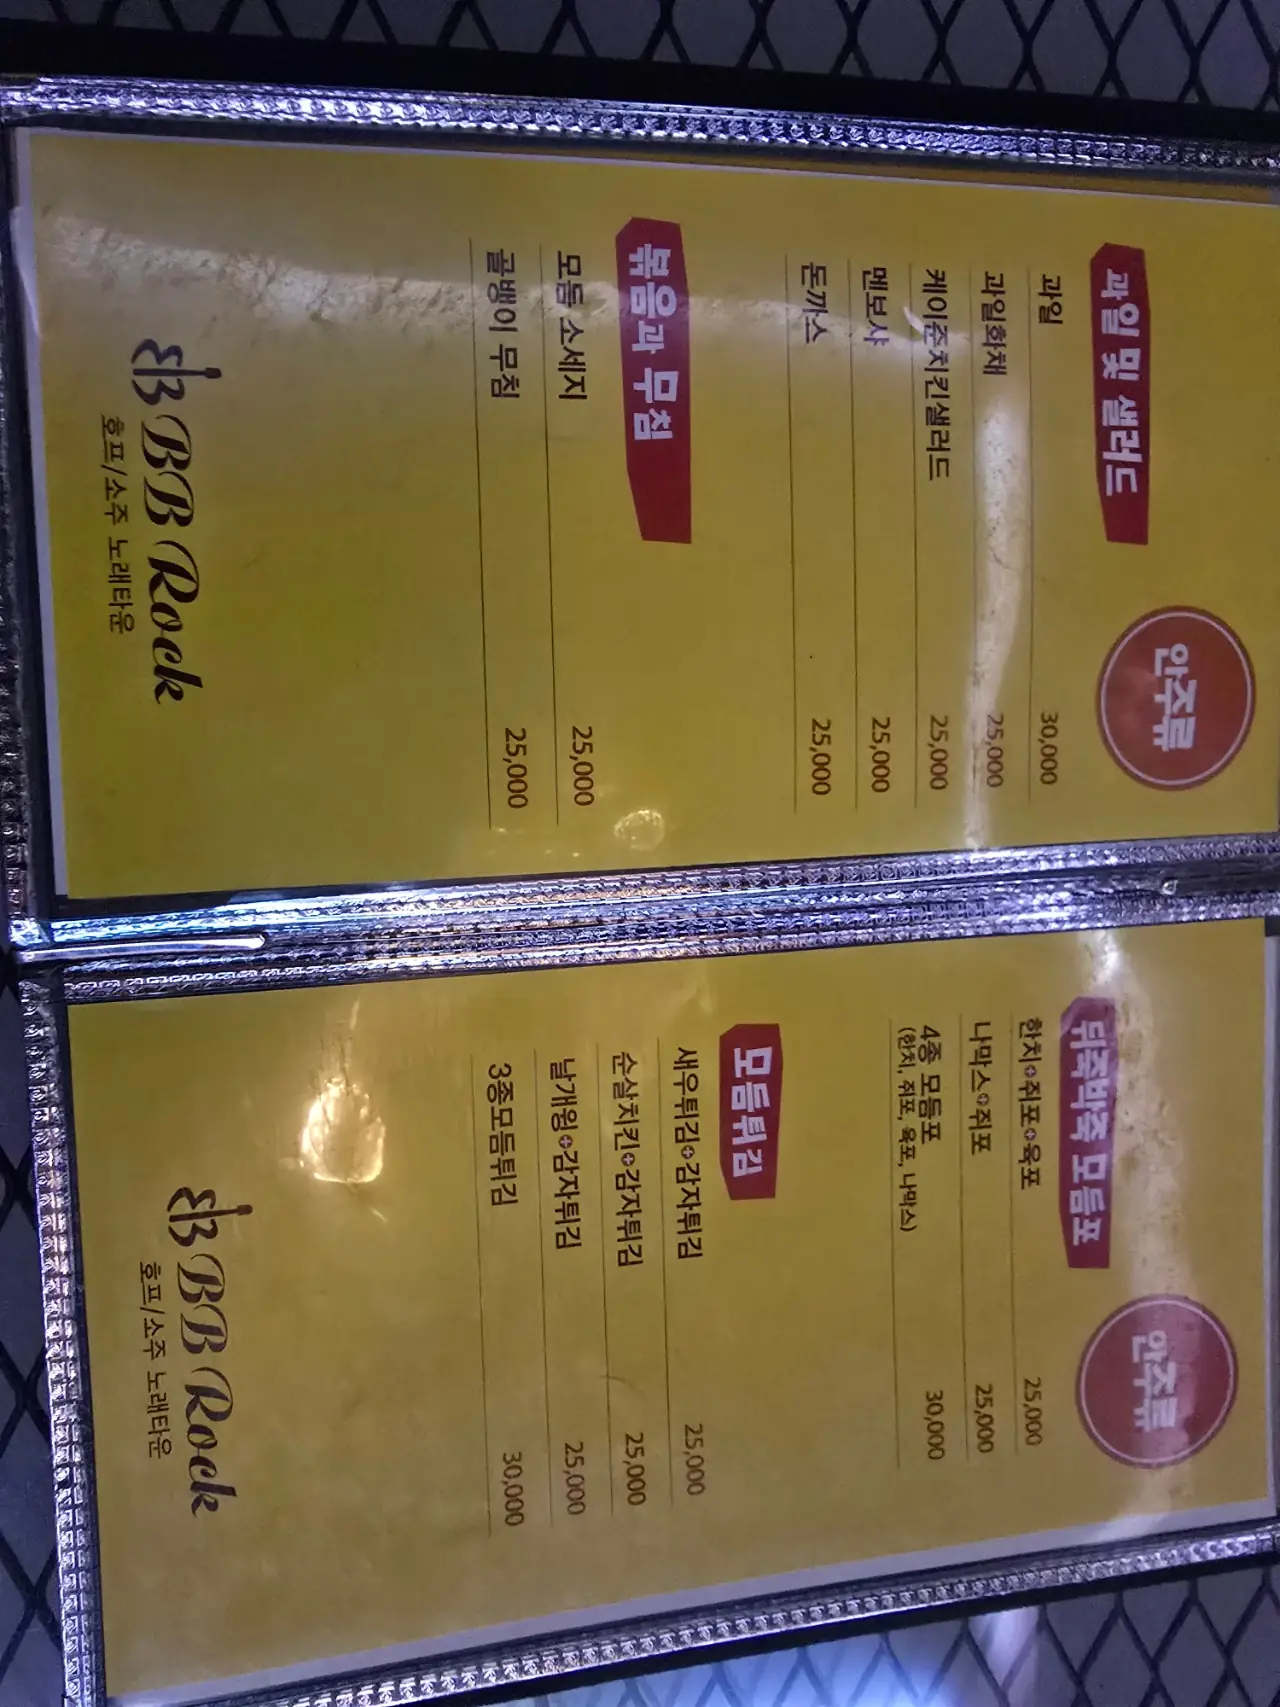 안주류
과일 및 샐러드
과일 30,000
과일화채 25,000
케이준치킨샐러드 25,000
멘보샤 25,000
돈까스 25,000
볶음과 무침
모듬 소세지 25,000
골뱅이 무침 25,000
BB Rock
호프/소주 노래타운
안주류
뒤죽박죽 모듬포
한치+쥐포+육포 25,000
나막스+쥐포 25,000
4종 모듬포 30,000
(한치, 쥐포, 육포, 나막스)
모듬튀김
새우튀김+감자튀김 25,000
순살치킨+감자튀김 25,000
날개윙+감자튀김 25,000
3종모듬튀김 30,000
BB Rock
호프/소주 노래타운